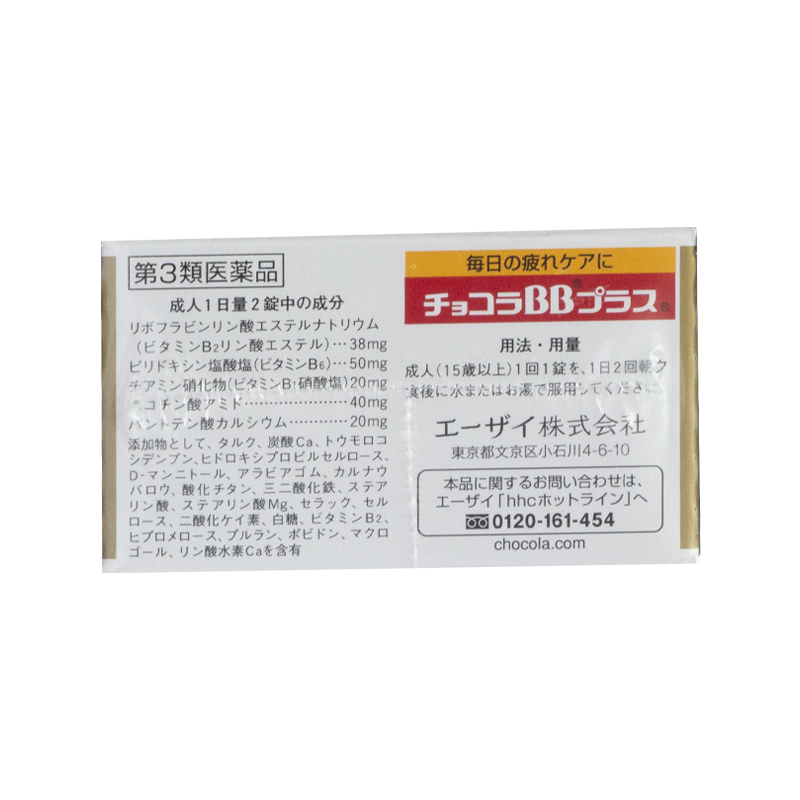 第3類医薬品
成人1日量2錠中の成分
リボフラビンリン酸エステルナトリウム
（ビタミンB2リン酸エステル）…38mg
ピリドキシン塩酸塩(ビタミンB6)…50mg
チアミン硝化物(ビタミンB1硝酸塩)20mg
ニコチン酸アミド………………40mg
パントテン酸カルシウム…………20mg
添加物として、タルク、炭酸Ca、トウモロコ
シデンプン、ヒドロキシプロピルセルロース、
D-マンニトール、アラビアゴム、カルナウ
バロウ、酸化チタン、三二酸化鉄、ステア
リン酸、ステアリン酸Mg、セラック、セル
ロース、二酸化ケイ素、白糖、ビタミンB2、
ヒプロメロース、プルラン、ポビドン、マクロ
ゴール、リン酸水素Caを含有
毎日の疲れケアに
チョコラBB®プラス®
用法・用量
成人(15歳以上)1回1錠を、1日2回朝夕
食後に水またはお湯で服用してください。
エーザイ株式会社
東京都文京区小石川4-6-10
本品に関するお問い合わせは、
エーザイ「hhcホットライン」へ
0120-161-454
chocola.com